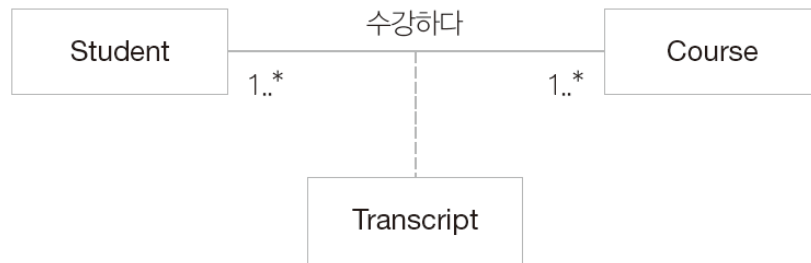 수강하다
Student
Course
1..*
1..*
Transcript